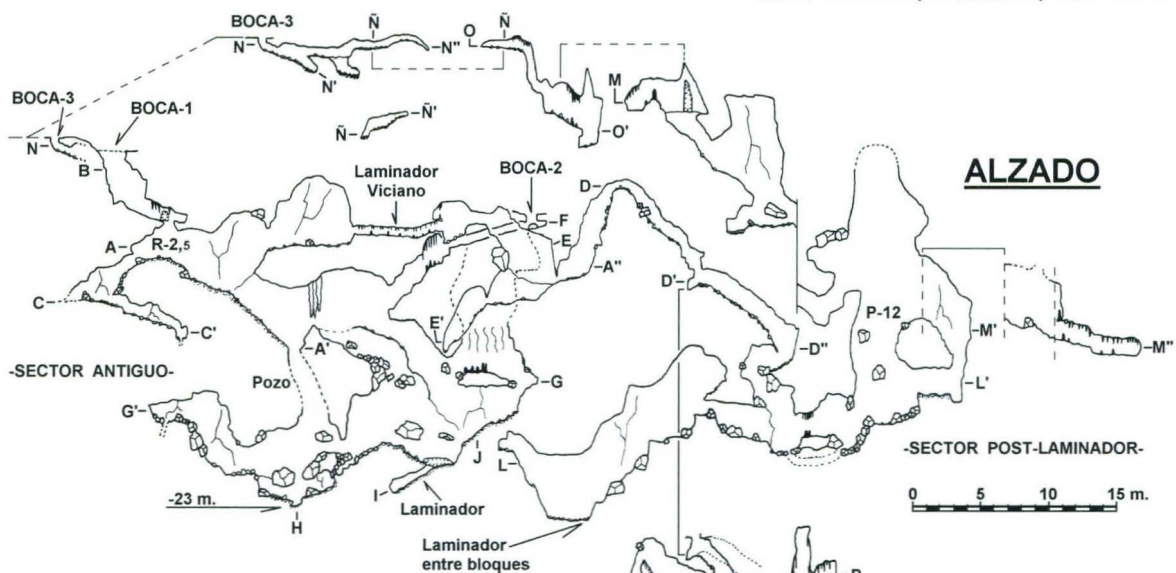 BOCA-3
Ñ
Ñ
N
N"
O
N'
M
O'
BOCA-3
BOCA-1
N
B
Ñ
Ñ'
Laminador
Viciano
BOCA-2
D
F
E
ALZADO
A
R-2,5
A"
D'
C
C'
E'
A'
P-12
M'
M"
D"
-SECTOR ANTIGUO-
Pozo
G
L'
G'
J
L
-SECTOR POST-LAMINADOR-
-23 m.
H
I
Laminador
0 5 10 15 m.
Laminador
entre bloques